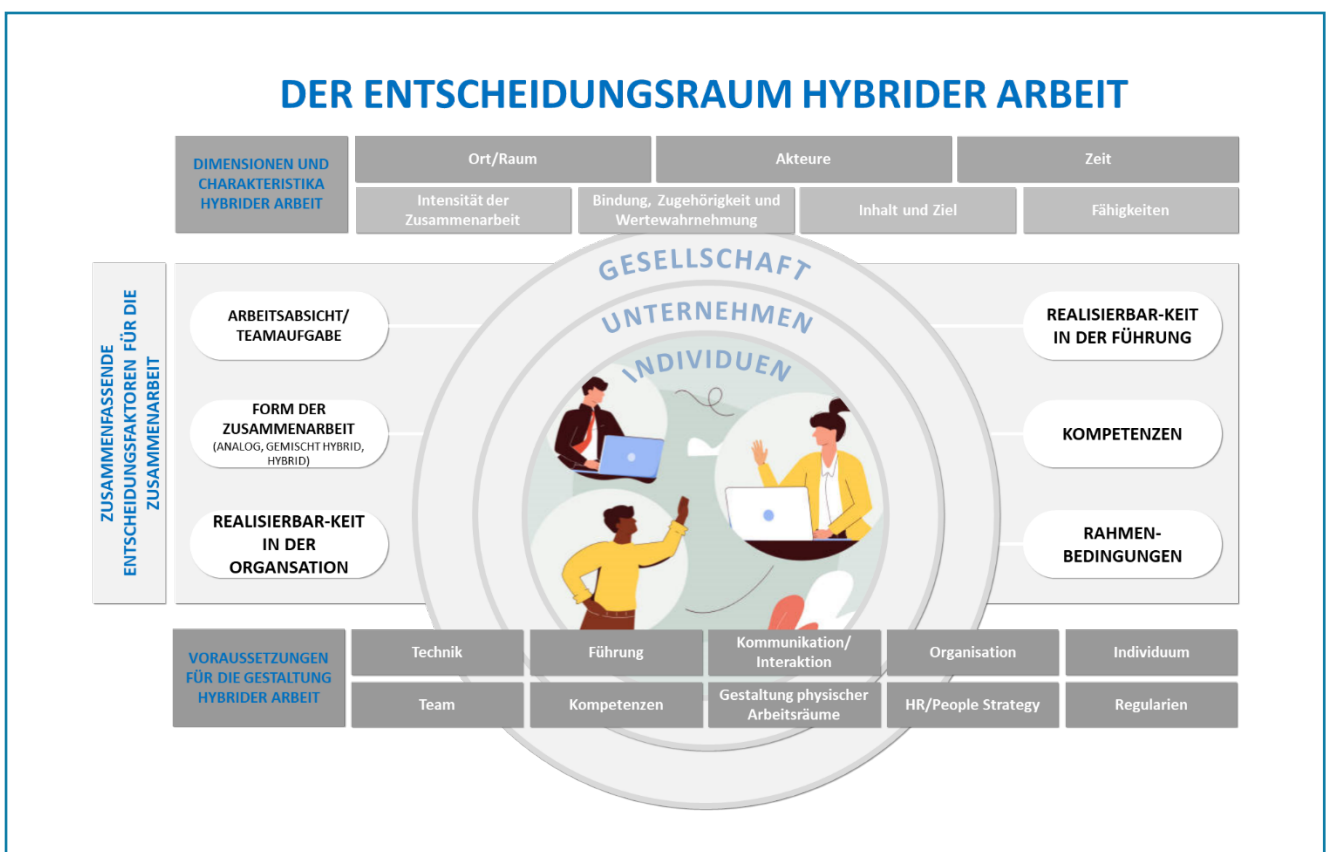 DER ENTSCHEIDUNGSRAUM HYBRIDER ARBEIT
DIMENSIONEN UND
CHARAKTERISTIKA
HYBRIDER ARBEIT
Ort/Raum
Akteure
Zeit
Intensität der
Zusammenarbeit
Bindung, Zugehörigkeit und
Wertewahrnehmung
Inhalt und Ziel
Fähigkeiten
ZUSAMMENFASSENDE
ENTSCHEIDUNGSFAKTOREN FÜR DIE
ZUSAMMENARBEIT
ARBEITSABSICHT/
TEAMAUFGABE
FORM DER
ZUSAMMENARBEIT
(ANALOG, GEMISCHT HYBRID,
HYBRID)
REALISIERBAR-KEIT
IN DER
ORGANSATION
GESELLSCHAFT
UNTERNEHMEN
INDIVIDUEN
REALISIERBAR-KEIT
IN DER FÜHRUNG
KOMPETENZEN
RAHMEN-
BEDINGUNGEN
VORAUSSETZUNGEN
FÜR DIE GESTALTUNG
HYBRIDER ARBEIT
Technik
Führung
Kommunikation/
Interaktion
Organisation
Individuum
Team
Kompetenzen
Gestaltung physischer
Arbeitsräume
HR/People Strategy
Regularien